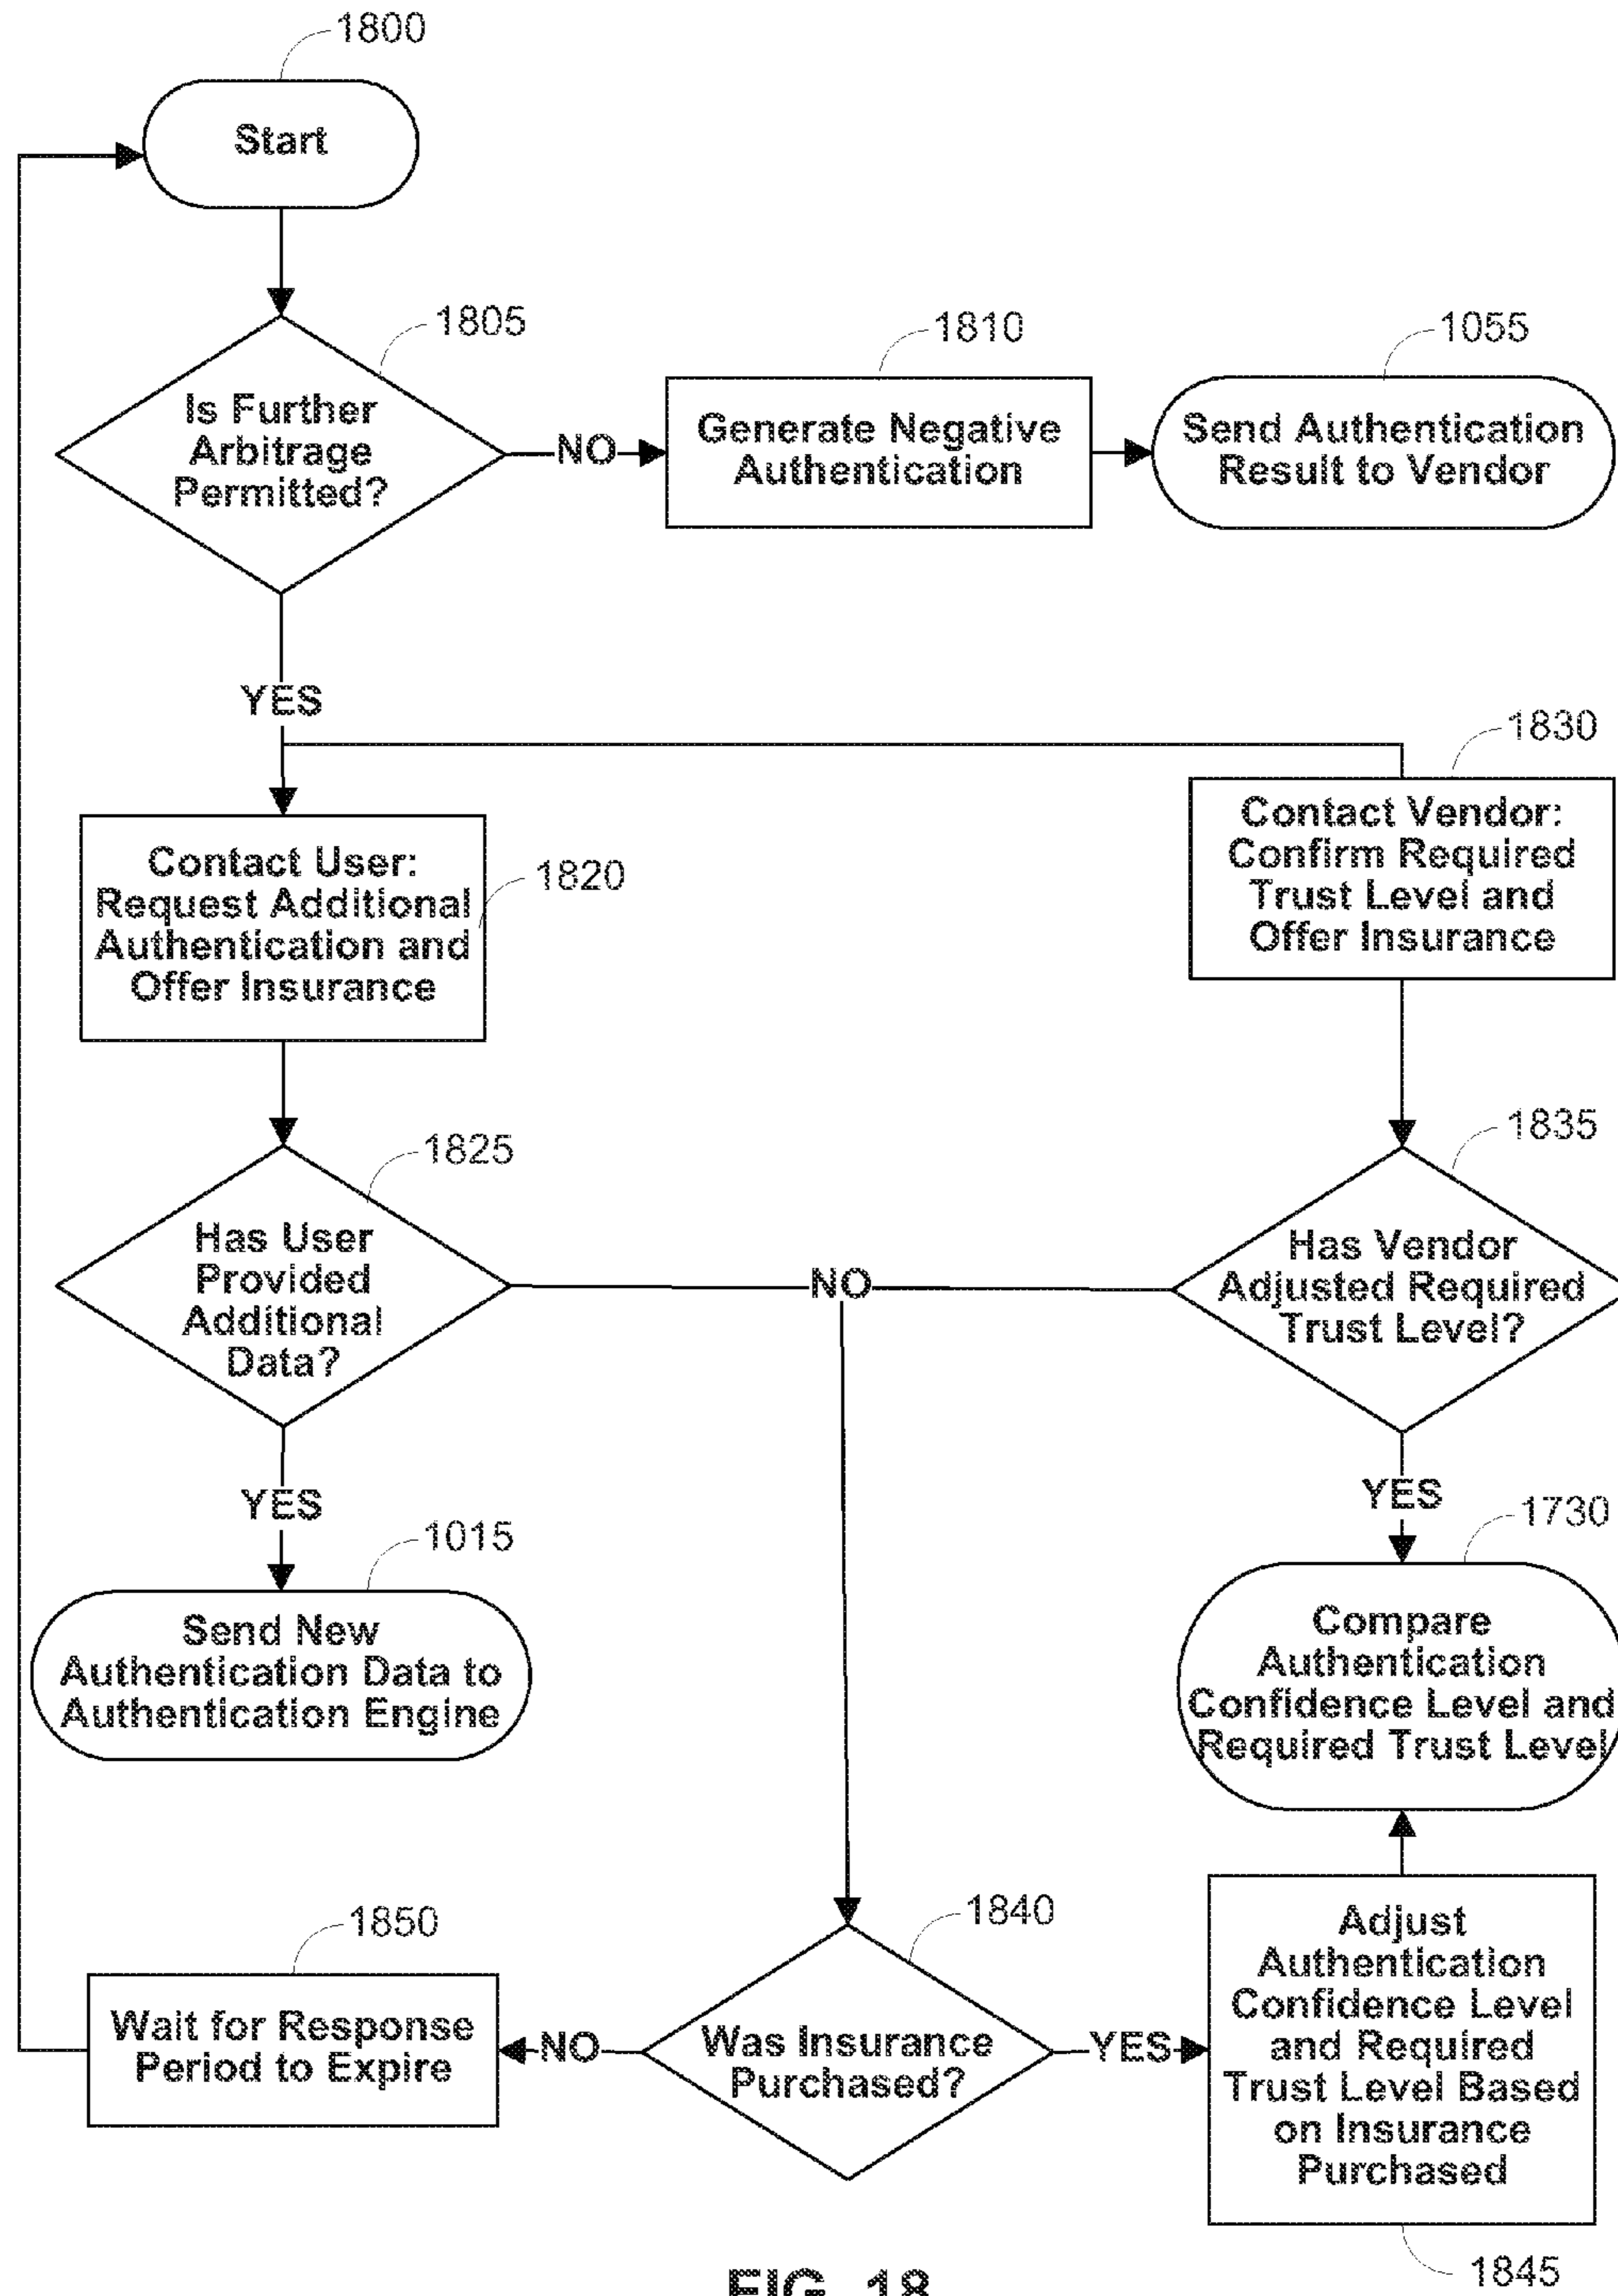 1800
Start
1805
Is Further
Arbitrage
Permitted?
NO
1810
Generate Negative
Authentication
1055
Send Authentication
Result to Vendor
YES
1830
Contact Vendor:
Confirm Required
Trust Level and
Offer Insurance
Contact User:
Request Additional
Authentication and
Offer Insurance
1820
1825
Has User
Provided
Additional
Data?
NO
1835
Has Vendor
Adjusted Required
Trust Level?
YES
1015
Send New
Authentication Data to
Authentication Engine
YES
1730
Compare
Authentication
Confidence Level and
Required Trust Level
1850
Wait for Response
Period to Expire
NO
1840
Was Insurance
Purchased?
YES
Adjust
Authentication
Confidence Level
and Required
Trust Level Based
on Insurance
Purchased
1845
FIG. 18